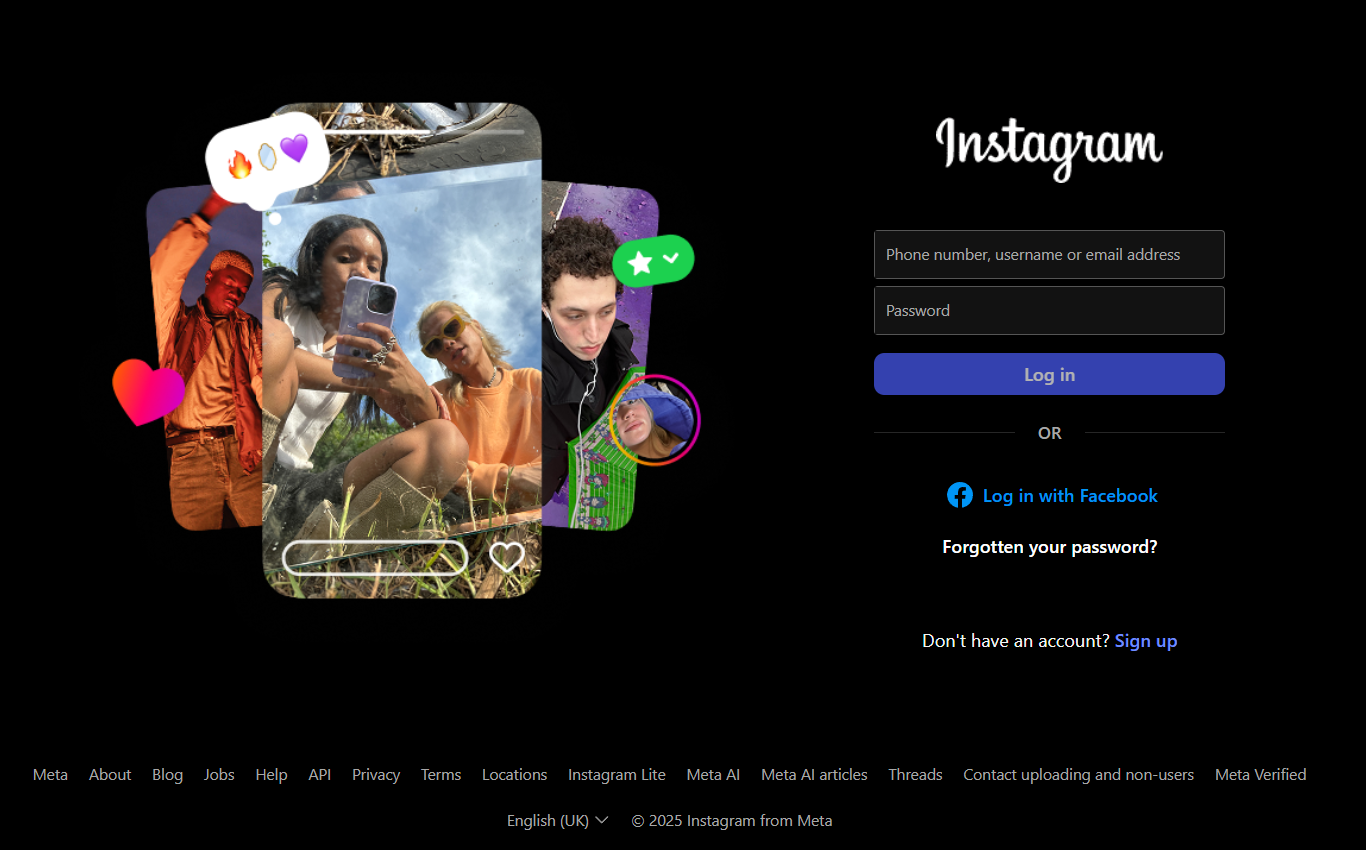 Instagram
Phone number, username or email address
Password
Log in
OR
Log in with Facebook
Forgotten your password?
Don't have an account? Sign up
Meta About Blog Jobs Help API Privacy Terms Locations Instagram Lite Meta AI Meta AI articles Threads Contact uploading and non-users Meta Verified
English (UK) © 2025 Instagram from Meta